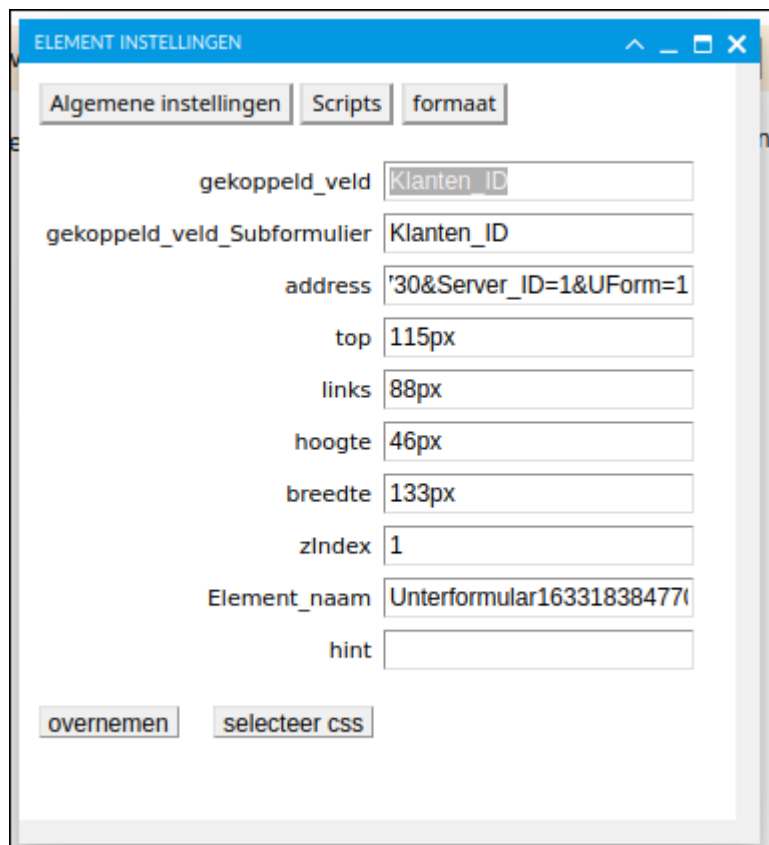 ELEMENT INSTELLINGEN
Algemene instellingen Scripts formaat
gekoppeld_veld Klanten_ID
gekoppeld_veld_Subformulier Klanten_ID
address '30&Server_ID=1&UForm=1
top 115px
links 88px
hoogte 46px
breedte 133px
zIndex 1
Element_naam Unterformular163318384770
hint
overnemen selecteer css